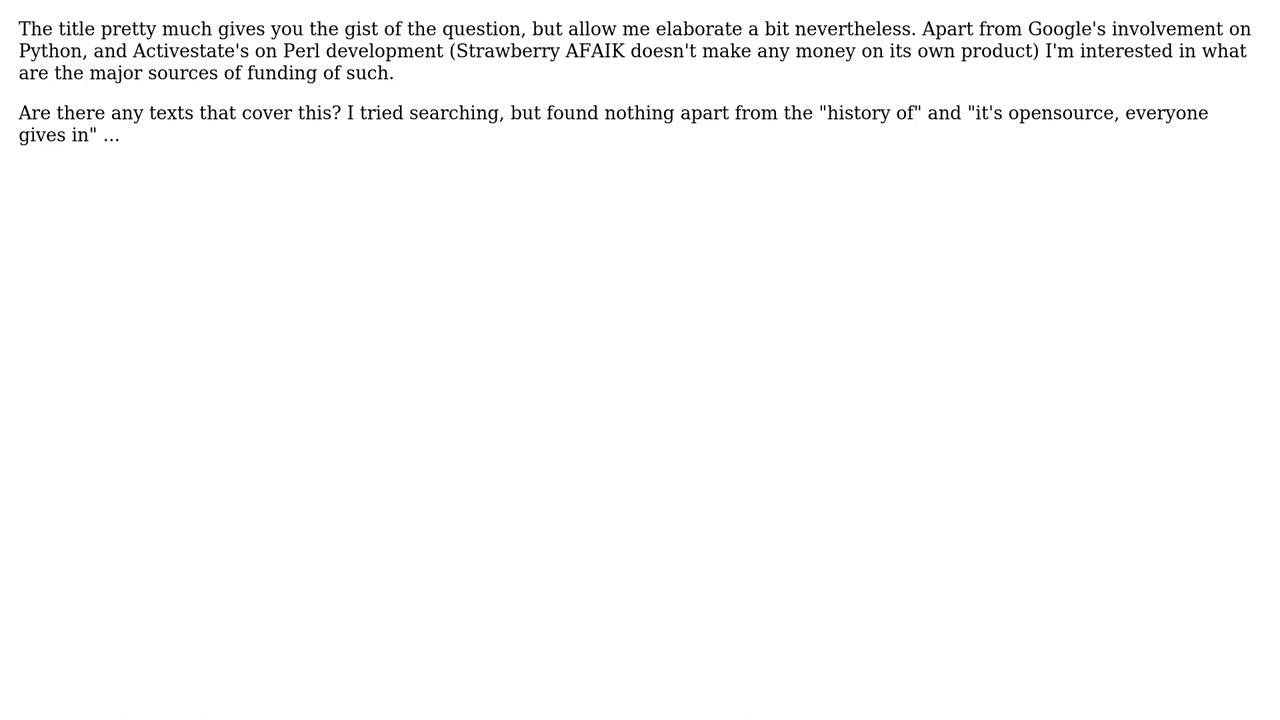 The title pretty much gives you the gist of the question, but allow me elaborate a bit nevertheless. Apart from Google's involvement on
Python, and Activestate's on Perl development (Strawberry AFAIK doesn't make any money on its own product) I'm interested in what
are the major sources of funding of such.
Are there any texts that cover this? I tried searching, but found nothing apart from the "history of" and "it's opensource, everyone
gives in" ...